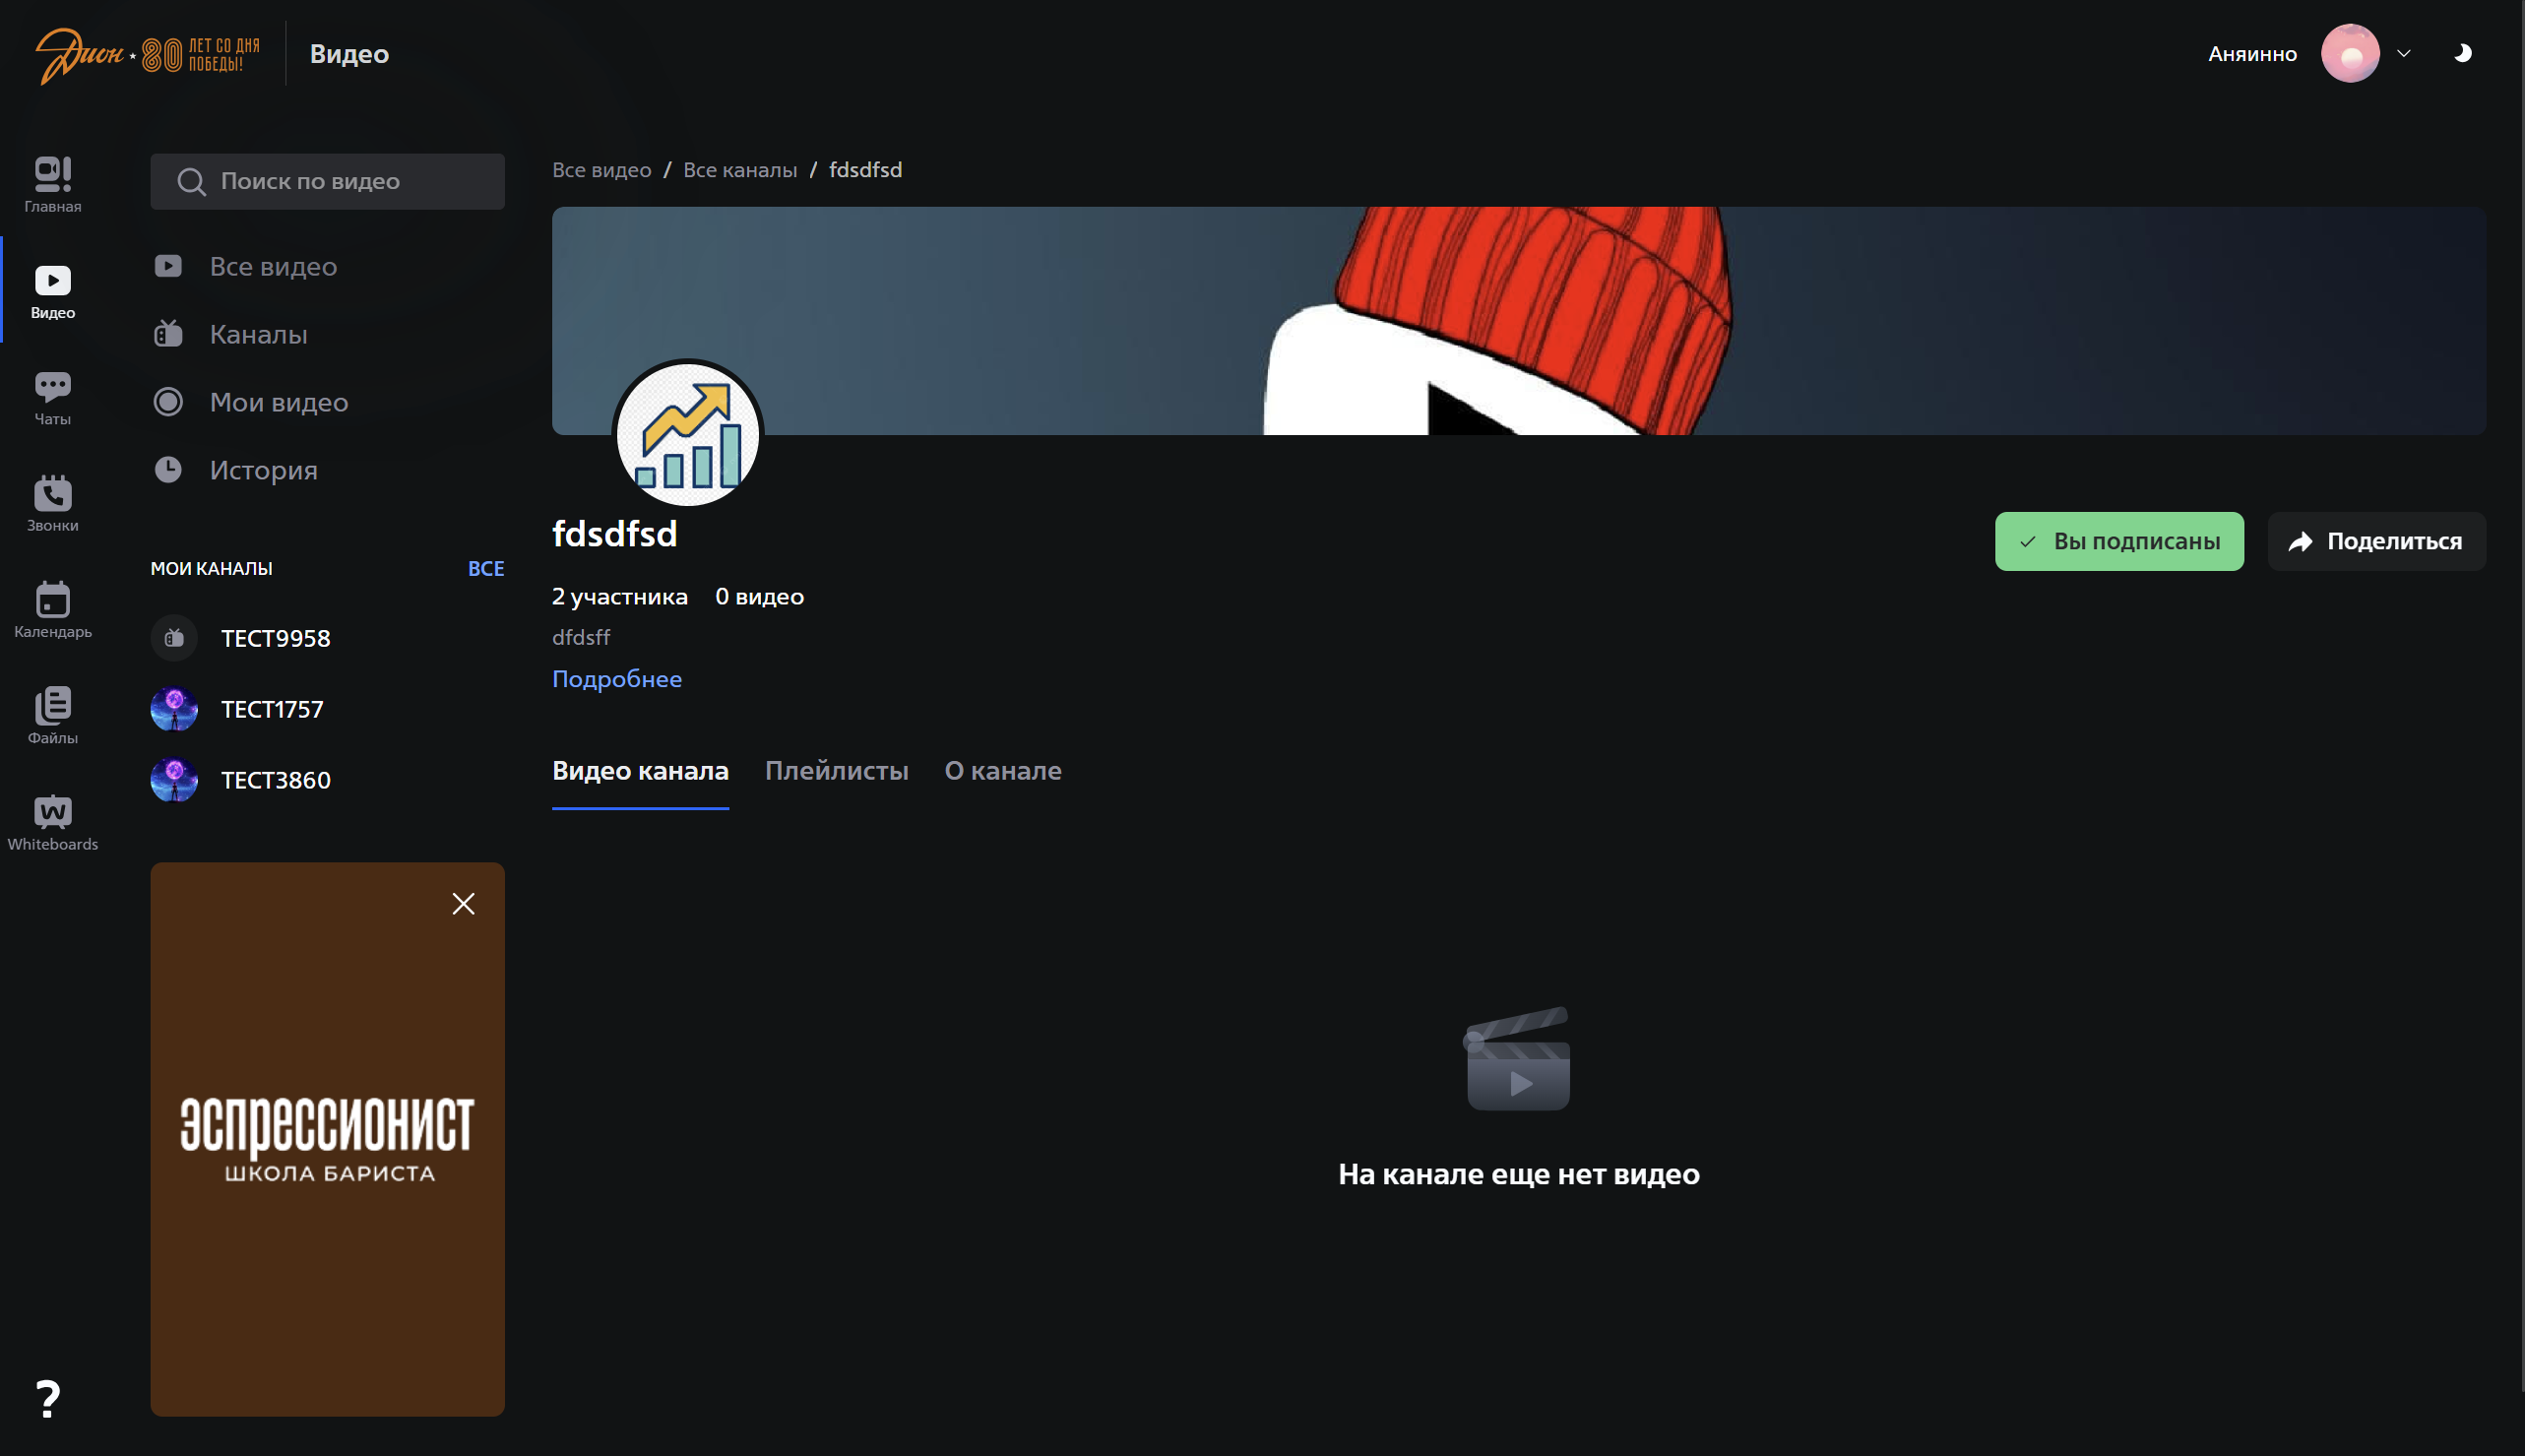 Дион
80 ЛЕТ СО ДНЯ
ПОБЕДЫ!
Видео
Аняинно
Главная
Видео
Чаты
Звонки
Календарь
Файлы
Whiteboards
?
Поиск по видео
Все видео
Каналы
Мои видео
История
МОИ КАНАЛЫ ВСЕ
ТЕСТ9958
ТЕСТ1757
ТЕСТ3860
эспрессионист
ШКОЛА БАРИСТА
Все видео / Все каналы / fdsdfsd
fdsdfsd
Вы подписаны
Поделиться
2 участника 0 видео
dfdsff
Подробнее
Видео канала Плейлисты О канале
На канале еще нет видео